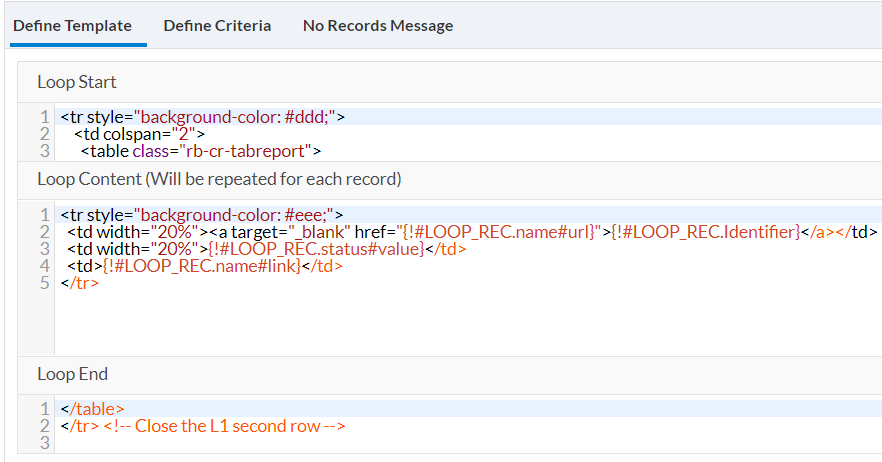 Define Template Define Criteria No Records Message
Loop Start
1 <tr style="background-color: #ddd;">
2 <td colspan="2">
3 <table class="rb-cr-tabreport">
Loop Content (Will be repeated for each record)
1 <tr style="background-color: #eee;">
2 <td width="20%"><a target="_blank" href="{!#LOOP_REC.name#url}">{!#LOOP_REC.Identifier}</a></td>
3 <td width="20%">{!#LOOP_REC.status#value}</td>
4 <td>{!#LOOP_REC.name#link}</td>
5 </tr>
Loop End
1 </table>
2 </tr> <!-- Close the L1 second row -->
3